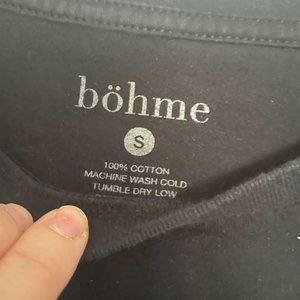 böhme
S
100% COTTON
MACHINE WASH COLD
TUMBLE DRY LOW